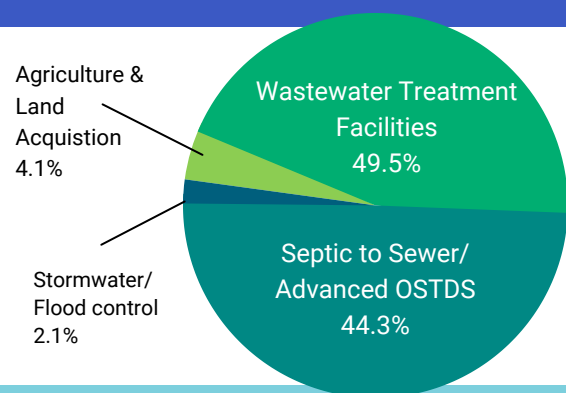 Agriculture &
Land
Acquistion
4.1%
Wastewater Treatment
Facilities
49.5%
Septic to Sewer/
Advanced OSTDS
44.3%
Stormwater/
Flood control
2.1%